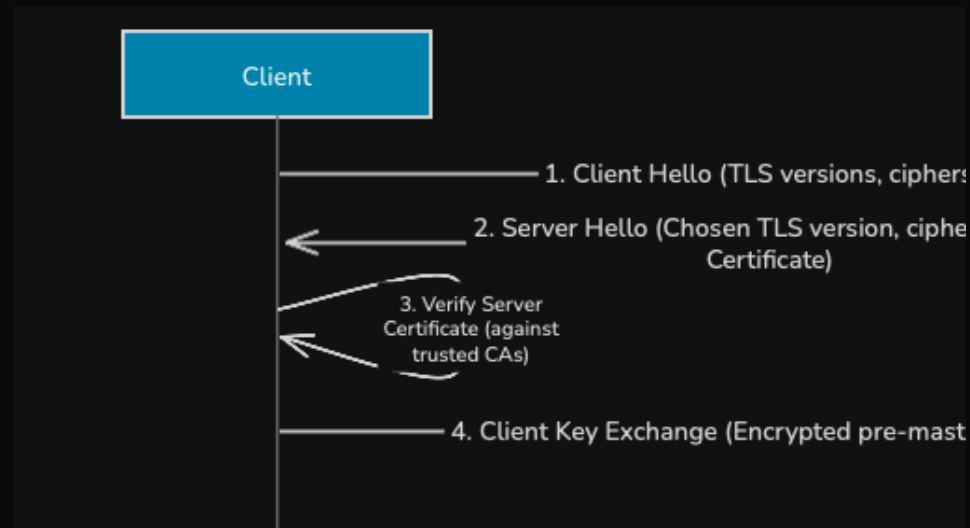 Client
1. Client Hello (TLS versions, ciphers
2. Server Hello (Chosen TLS version, ciphe
Certificate)
3. Verify Server
Certificate (against
trusted CAs)
4. Client Key Exchange (Encrypted pre-mast